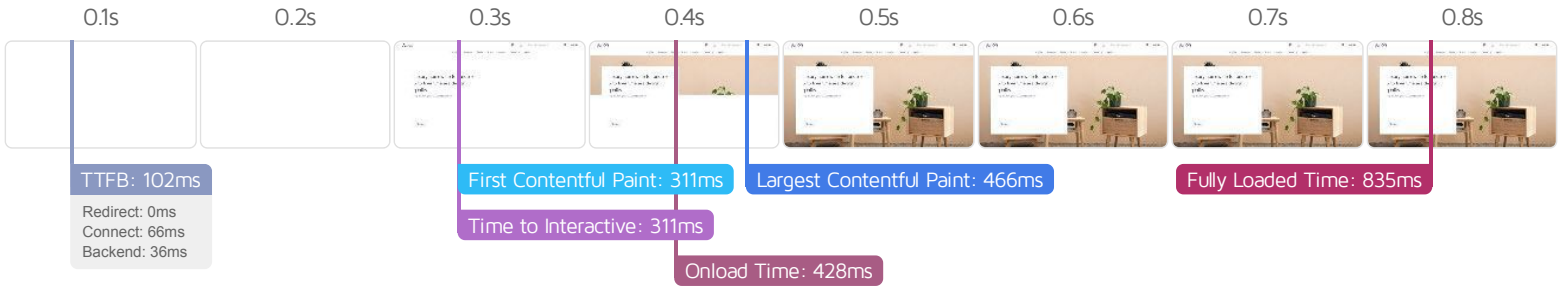 0.1s 0.2s 0.3s 0.4s 0.5s 0.6s 0.7s 0.8s
TTFB: 102ms
Redirect: 0ms
Connect: 66ms
Backend: 36ms
First Contentful Paint: 311ms
Largest Contentful Paint: 466ms
Fully Loaded Time: 835ms
Time to Interactive: 311ms
Onload Time: 428ms